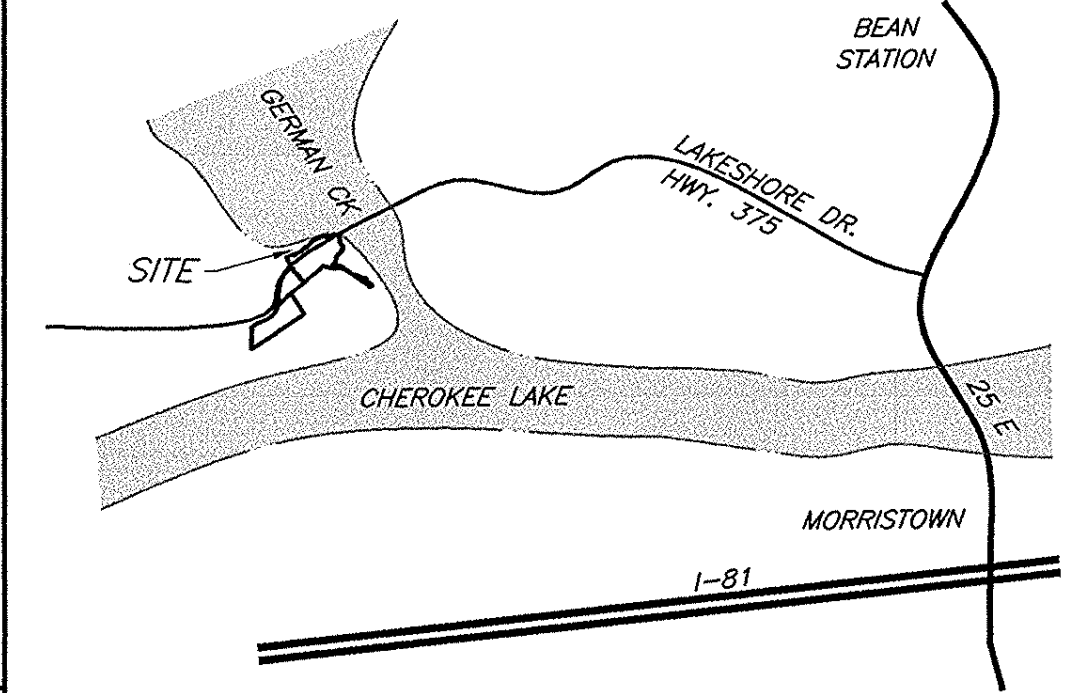 BEAN
STATION
GERMAN CK
LAKESHORE DR.
HWY. 375
SITE
CHEROKEE LAKE
25 E
MORRISTOWN
I-81